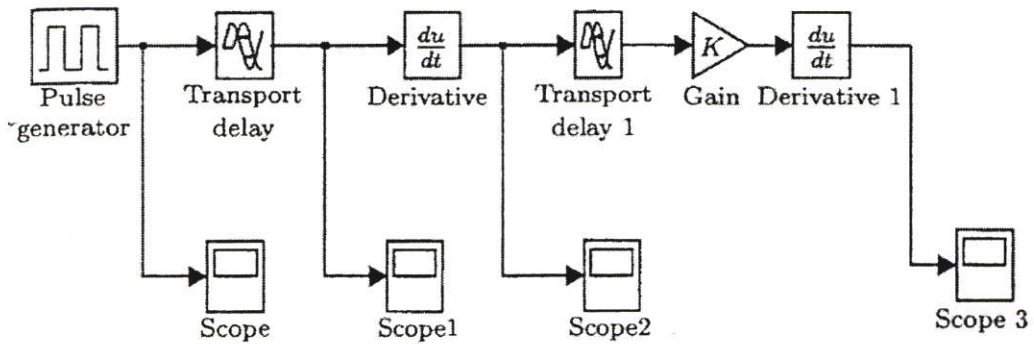 du
dt
K
du
dt
Pulse
generator
Transport
delay
Derivative
Transport
delay 1
Gain
Derivative 1
Scope
Scope1
Scope2
Scope 3